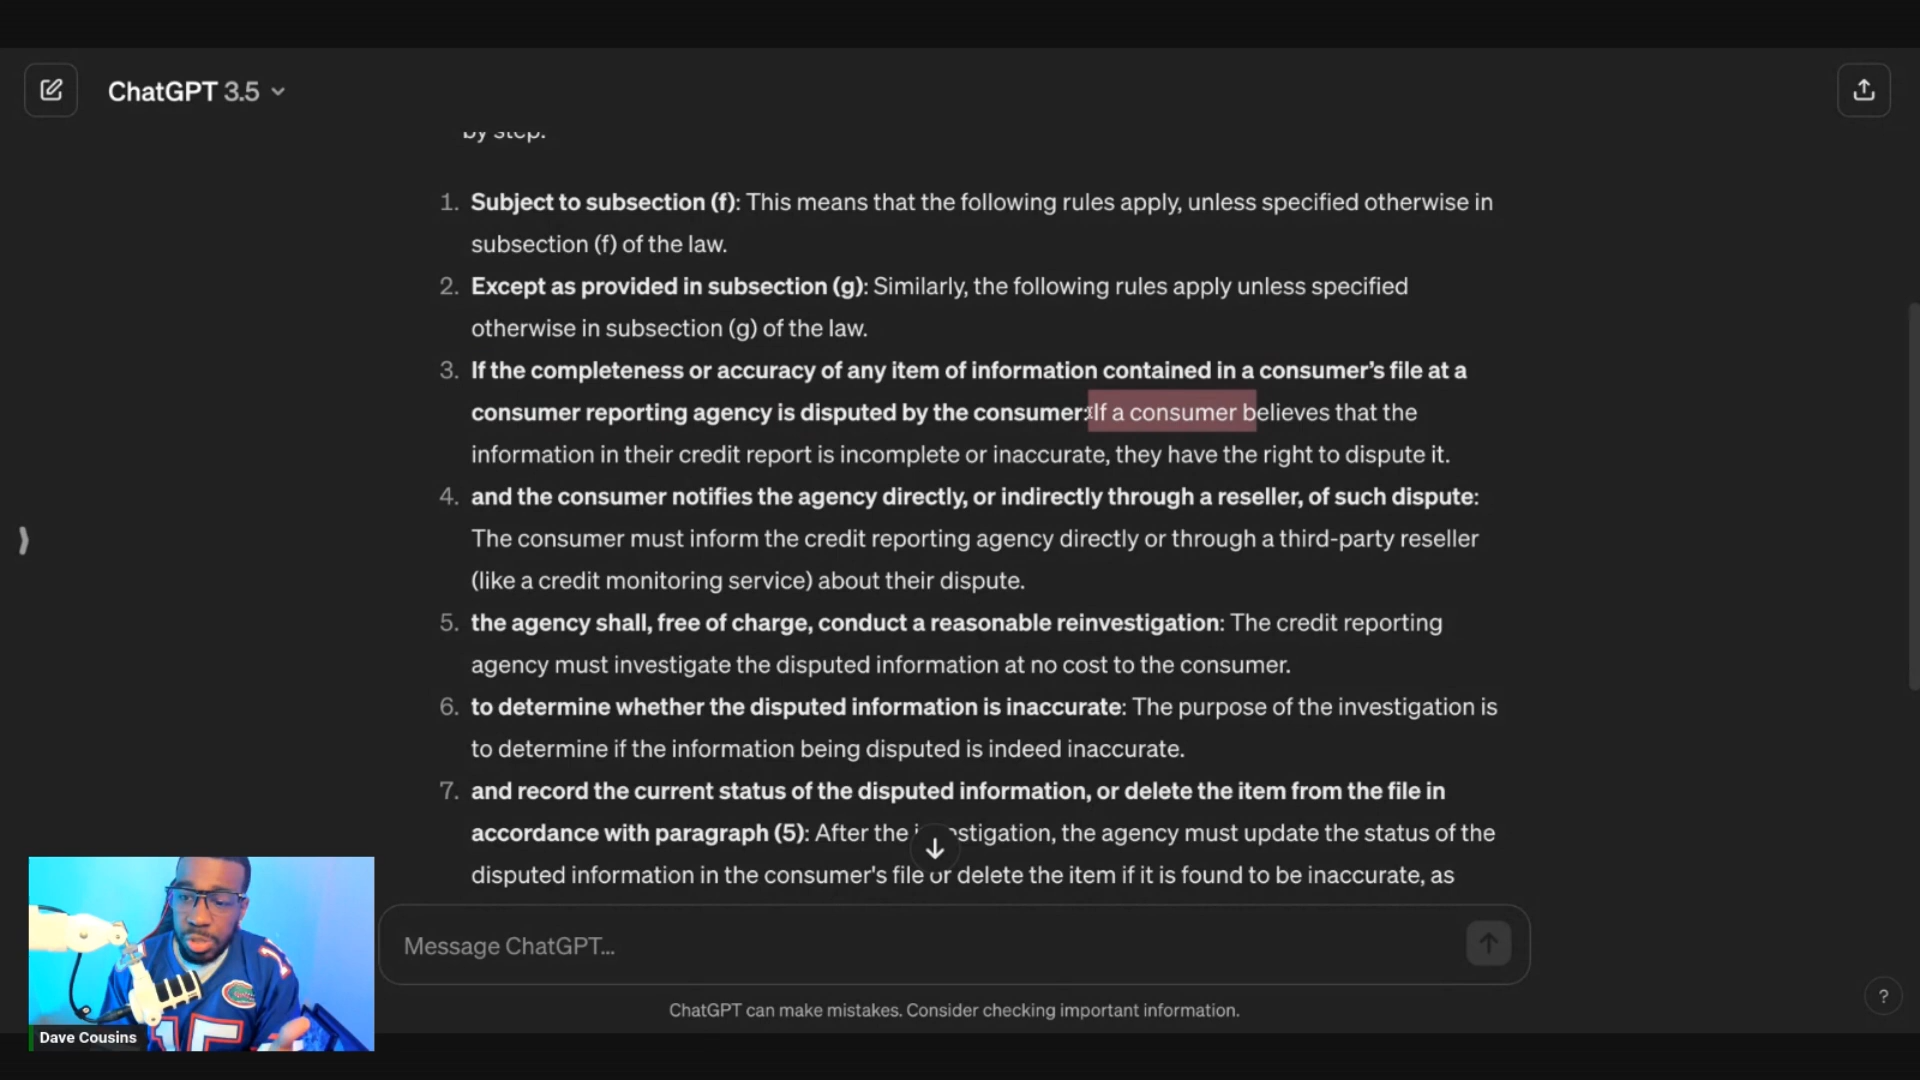 ChatGPT 3.5
by step.
1. Subject to subsection (f): This means that the following rules apply, unless specified otherwise in
subsection (f) of the law.
2. Except as provided in subsection (g): Similarly, the following rules apply unless specified
otherwise in subsection (g) of the law.
3. If the completeness or accuracy of any item of information contained in a consumer’s file at a
consumer reporting agency is disputed by the consumer: If a consumer believes that the
information in their credit report is incomplete or inaccurate, they have the right to dispute it.
4. and the consumer notifies the agency directly, or indirectly through a reseller, of such dispute:
The consumer must inform the credit reporting agency directly or through a third-party reseller
(like a credit monitoring service) about their dispute.
5. the agency shall, free of charge, conduct a reasonable reinvestigation: The credit reporting
agency must investigate the disputed information at no cost to the consumer.
6. to determine whether the disputed information is inaccurate: The purpose of the investigation is
to determine if the information being disputed is indeed inaccurate.
7. and record the current status of the disputed information, or delete the item from the file in
accordance with paragraph (5): After the investigation, the agency must update the status of the
disputed information in the consumer's file or delete the item if it is found to be inaccurate, as
Message ChatGPT...
ChatGPT can make mistakes. Consider checking important information.
?
15
Dave Cousins